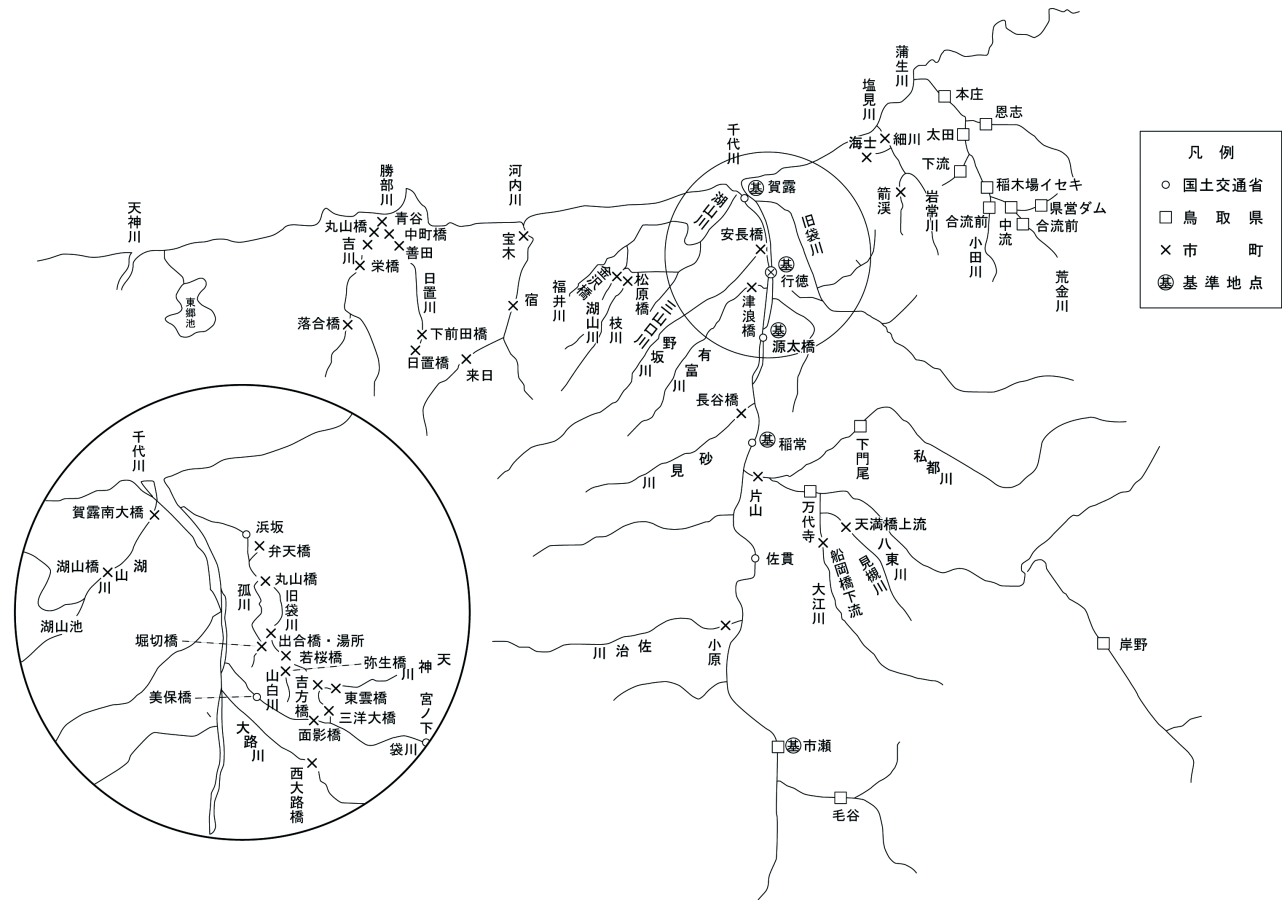 凡 例
国土交通省
鳥取県
市町
基 基準地点
蒲生川
本庄
恩志
太田
下流
稲木場イセキ
県営ダム
合流前
中流
合流前
小田川
荒金川
塩見川
海士
細川
箭渓
岩常川
千代川
基 賀露
湖山川
旧袋川
安長橋
基 行徳
津浪橋
基 源太橋
河内川
宝木
宿
来日
勝部川
青谷
丸山橋
中町橋
善田
吉川
栄橋
日置川
落合橋
下前田橋
日置橋
天神川
東郷池
福井川
金沢橋
湖山川
松原橋
枝川
三山口川
野坂川
有富川
長谷橋
基 稲常
砂見川
片山
下門尾
私都川
万代寺
天満橋上流
八東川
見槻川
船岡橋下流
大江川
佐貫
小原
佐治川
岸野
基 市瀬
毛谷
千代川
賀露南大橋
湖山橋
湖山川
湖山池
浜坂
弁天橋
丸山橋
狐川
旧袋川
堀切橋
出合橋・湯所
若桜橋
弥生橋
天神川
山白川
吉方橋
東雲橋
三洋大橋
美保橋
面影橋
宮ノ下
袋川
大路川
西大路橋